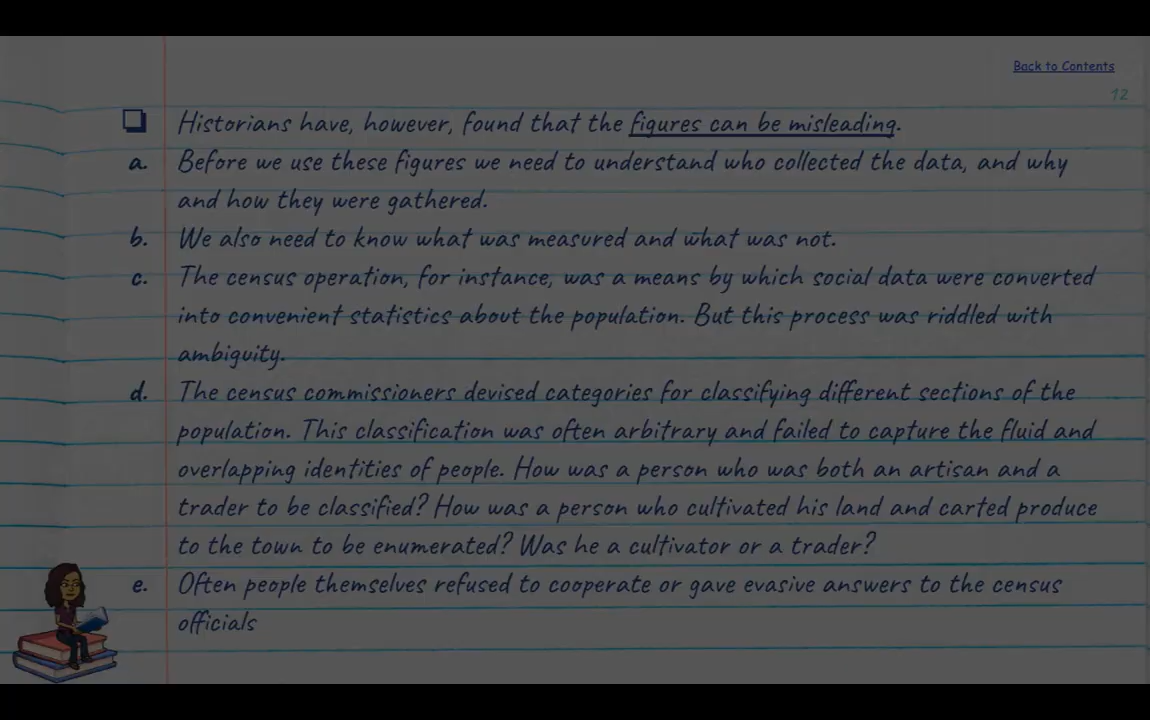 Back to Contents
12
❑ Historians have, however, found that the figures can be misleading.
a. Before we use these figures we need to understand who collected the data, and why
and how they were gathered.
b. We also need to know what was measured and what was not.
c. The census operation, for instance, was a means by which social data were converted
into convenient statistics about the population. But this process was riddled with
ambiguity.
d. The census commissioners devised categories for classifying different sections of the
population. This classification was often arbitrary and failed to capture the fluid and
overlapping identities of people. How was a person who was both an artisan and a
trader to be classified? How was a person who cultivated his land and carted produce
to the town to be enumerated? Was he a cultivator or a trader?
e. Often people themselves refused to cooperate or gave evasive answers to the census
officials